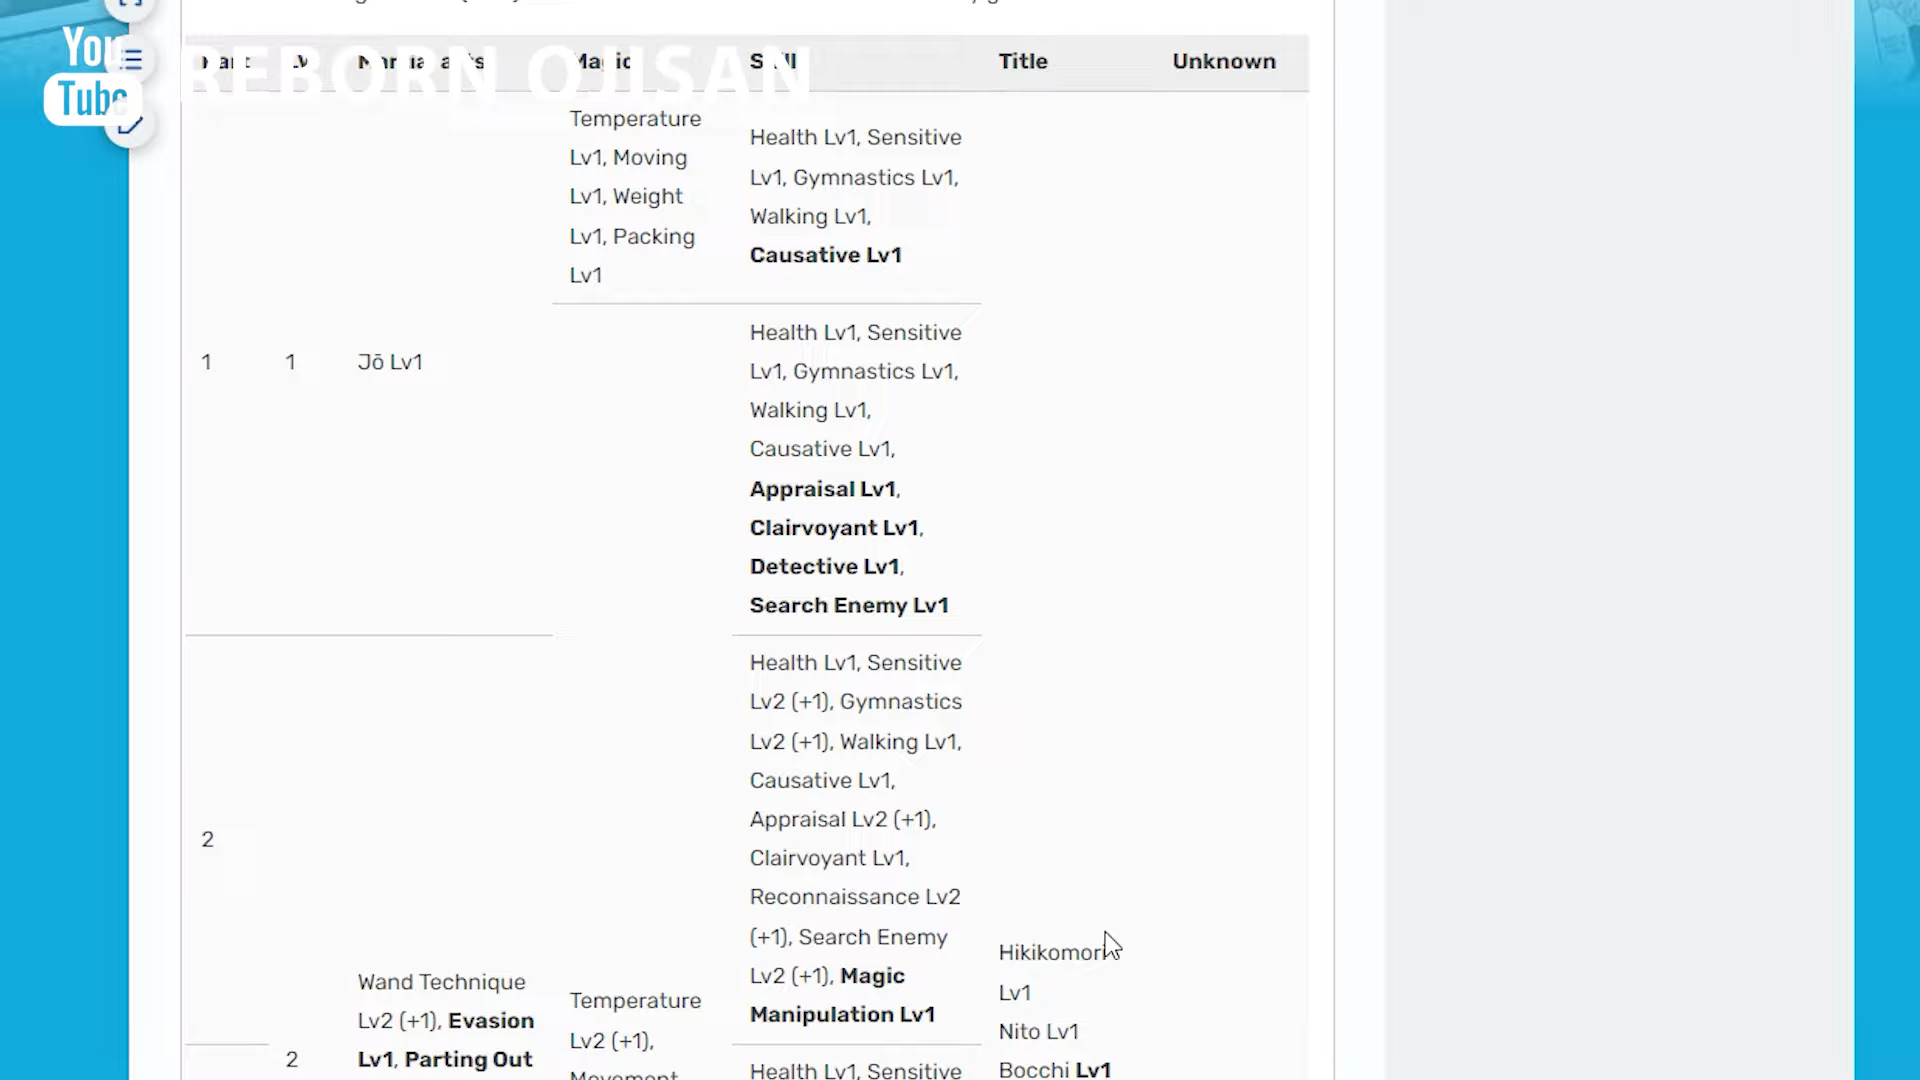 You
Tube
REBORN OJISAN
Magic
Skill
Title
Unknown
Temperature
Lv1, Moving
Lv1, Weight
Lv1, Packing
Lv1
Health Lv1, Sensitive
Lv1, Gymnastics Lv1,
Walking Lv1,
Causative Lv1
1
1
Jō Lv1
Health Lv1, Sensitive
Lv1, Gymnastics Lv1,
Walking Lv1,
Causative Lv1,
Appraisal Lv1,
Clairvoyant Lv1,
Detective Lv1,
Search Enemy Lv1
2
Health Lv1, Sensitive
Lv2 (+1), Gymnastics
Lv2 (+1), Walking Lv1,
Causative Lv1,
Appraisal Lv2 (+1),
Clairvoyant Lv1,
Reconnaissance Lv2
(+1), Search Enemy
Lv2 (+1), Magic
Manipulation Lv1
2
Wand Technique
Lv2 (+1), Evasion
Lv1, Parting Out
Temperature
Lv2 (+1),
Movement
Health Lv1, Sensitive
Hikikomori
Lv1
Nito Lv1
Bocchi Lv1